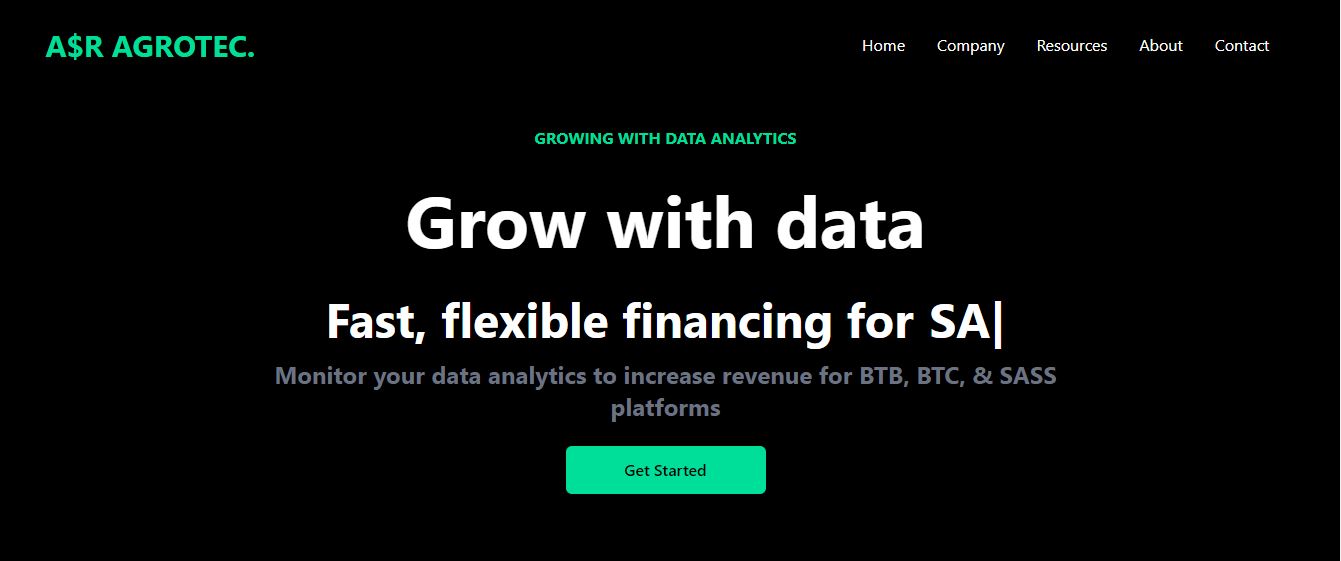 A$R AGROTEC.
Home Company Resources About Contact
GROWING WITH DATA ANALYTICS
Grow with data
Fast, flexible financing for SA|
Monitor your data analytics to increase revenue for BTB, BTC, & SASS
platforms
Get Started